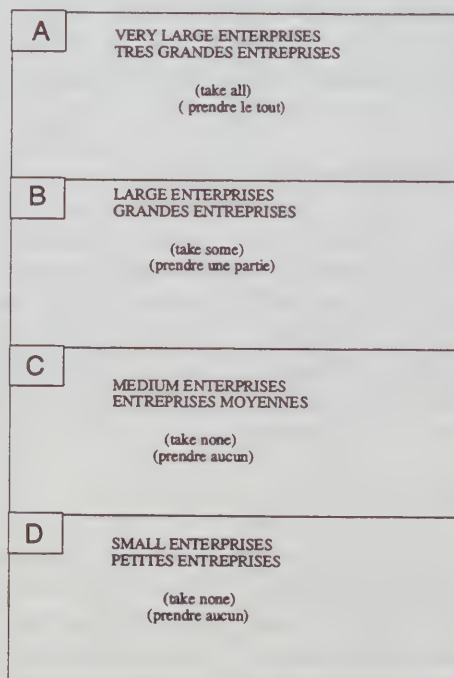 A
VERY LARGE ENTERPRISES
TRES GRANDES ENTREPRISES
(take all)
( prendre le tout)
B
LARGE ENTERPRISES
GRANDES ENTREPRISES
(take some)
(prendre une partie)
C
MEDIUM ENTERPRISES
ENTREPRISES MOYENNES
(take none)
(prendre aucun)
D
SMALL ENTERPRISES
PETITES ENTREPRISES
(take none)
(prendre aucun)